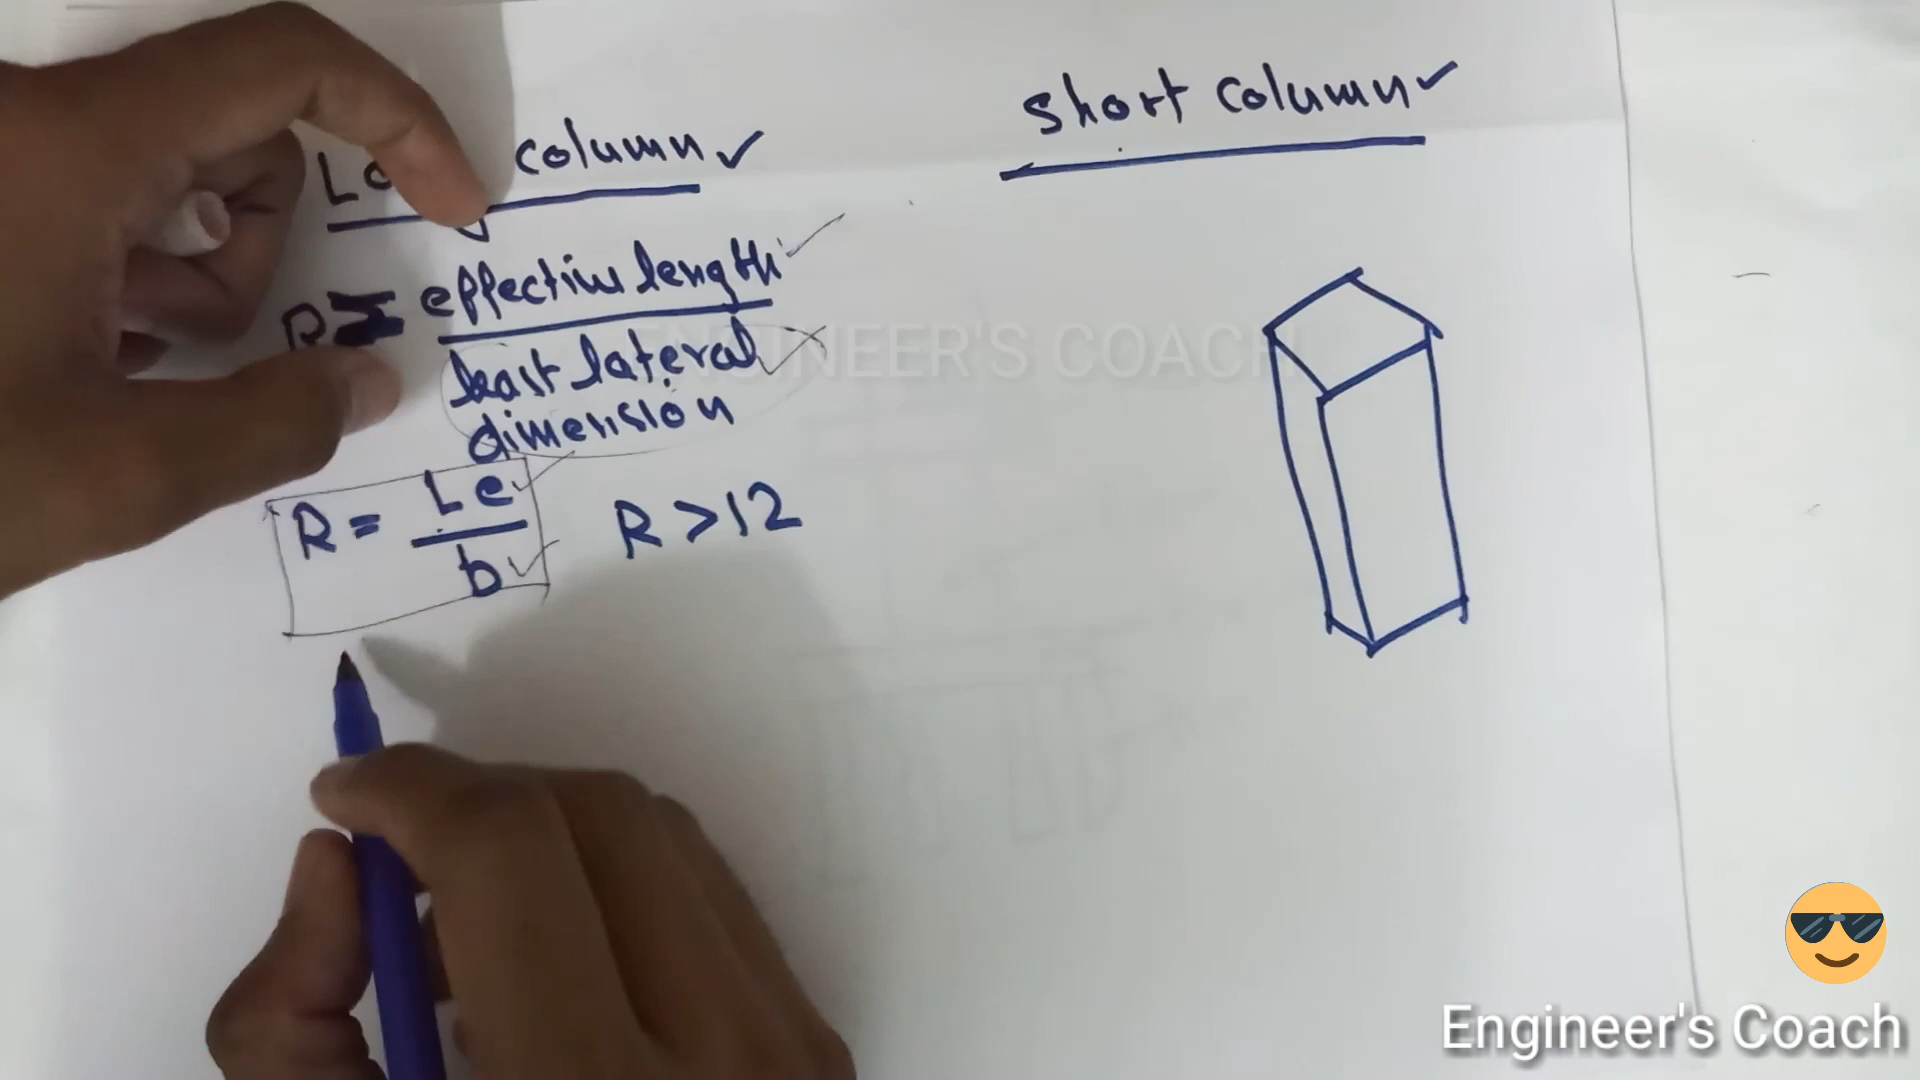 column
short column
R = effective length
least lateral
dimension
R = Le
b
R > 12
ENGINEER'S COACH
Engineer's Coach